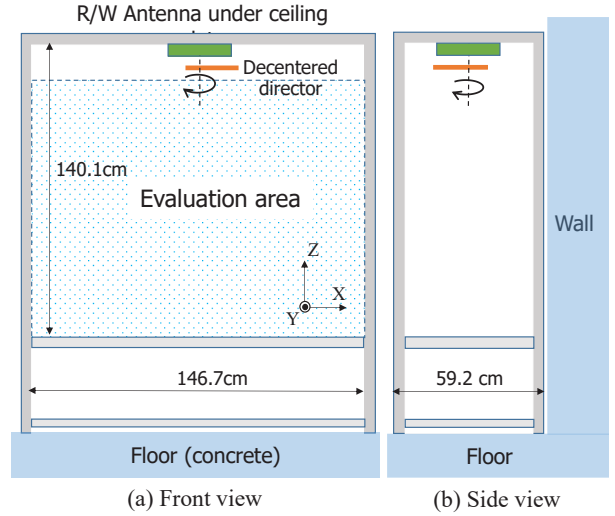 R/W Antenna under ceiling
Decentered
director
140.1cm
Evaluation area
Wall
Z
X
Y
146.7cm
59.2 cm
Floor (concrete)
Floor
(a) Front view
(b) Side view